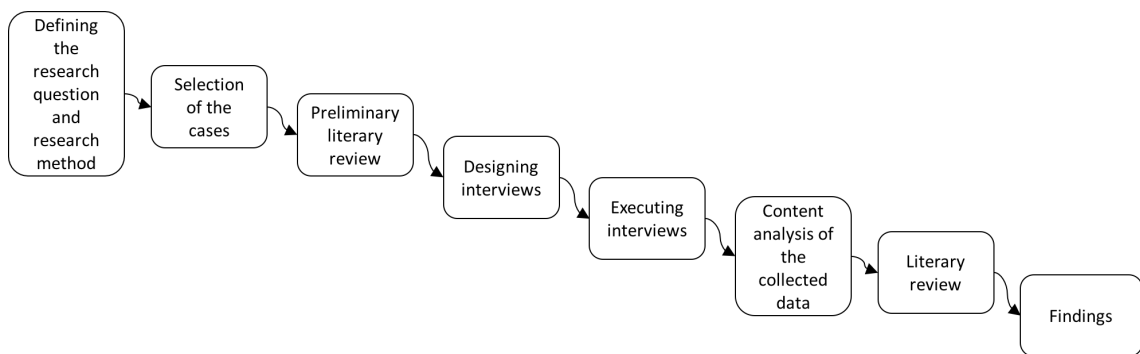 Defining
the
research
question
and
research
method
Selection
of the
cases
Preliminary
literary
review
Designing
interviews
Executing
interviews
Content
analysis of
the
collected
data
Literary
review
Findings